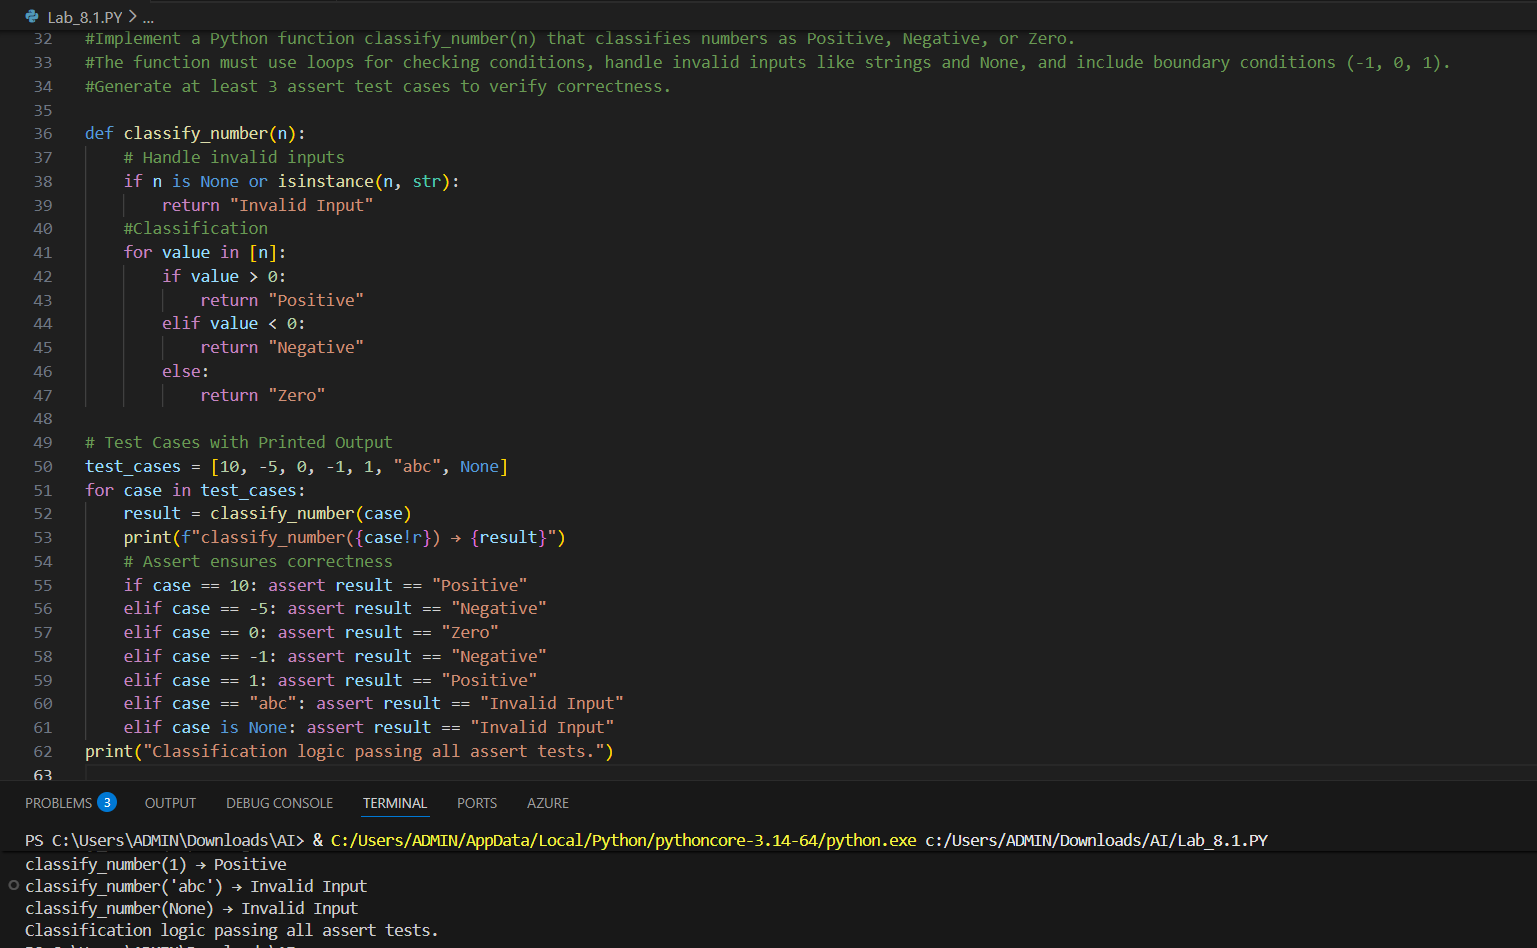 Lab_8.1.PY > ...
32 #Implement a Python function classify_number(n) that classifies numbers as Positive, Negative, or Zero.
33 #The function must use loops for checking conditions, handle invalid inputs like strings and None, and include boundary conditions (-1, 0, 1).
34 #Generate at least 3 assert test cases to verify correctness.
35
36 def classify_number(n):
37     # Handle invalid inputs
38     if n is None or isinstance(n, str):
39         return "Invalid Input"
40     #Classification
41     for value in [n]:
42         if value > 0:
43             return "Positive"
44         elif value < 0:
45             return "Negative"
46         else:
47             return "Zero"
48
49 # Test Cases with Printed Output
50 test_cases = [10, -5, 0, -1, 1, "abc", None]
51 for case in test_cases:
52     result = classify_number(case)
53     print(f"classify_number({case!r}) → {result}")
54     # Assert ensures correctness
55     if case == 10: assert result == "Positive"
56     elif case == -5: assert result == "Negative"
57     elif case == 0: assert result == "Zero"
58     elif case == -1: assert result == "Negative"
59     elif case == 1: assert result == "Positive"
60     elif case == "abc": assert result == "Invalid Input"
61     elif case is None: assert result == "Invalid Input"
62 print("Classification logic passing all assert tests.")
63
PROBLEMS 3 OUTPUT DEBUG CONSOLE TERMINAL PORTS AZURE
PS C:\Users\ADMIN\Downloads\AI> & C:/Users/ADMIN/AppData/Local/Python/pythoncore-3.14-64/python.exe c:/Users/ADMIN/Downloads/AI/Lab_8.1.PY
classify_number(1) → Positive
classify_number('abc') → Invalid Input
classify_number(None) → Invalid Input
Classification logic passing all assert tests.